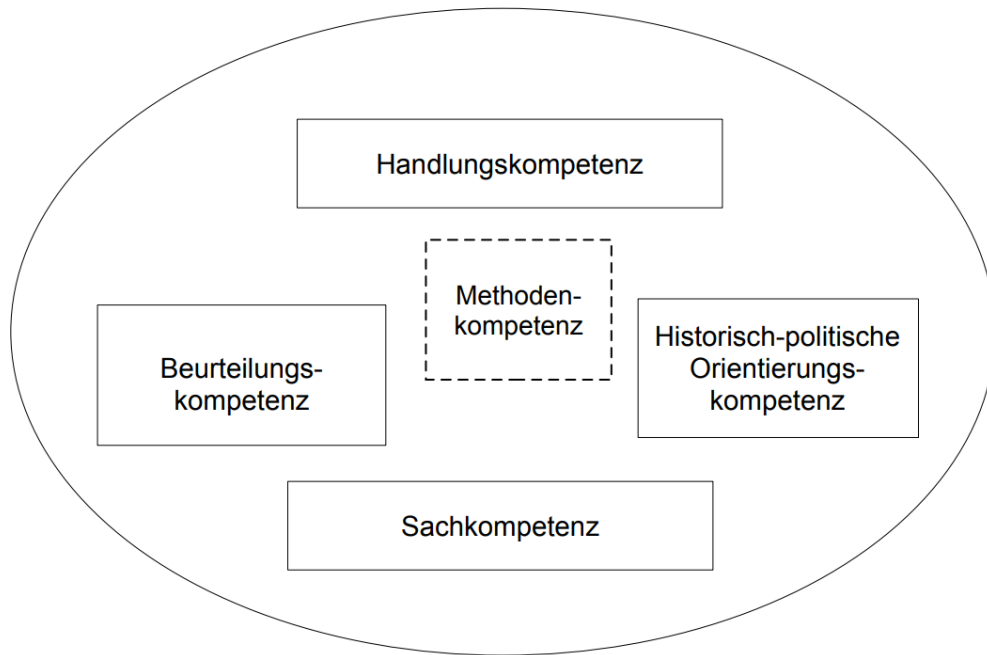 Handlungskompetenz
Methoden-
kompetenz
Beurteilungs-
kompetenz
Historisch-politische
Orientierungs-
kompetenz
Sachkompetenz